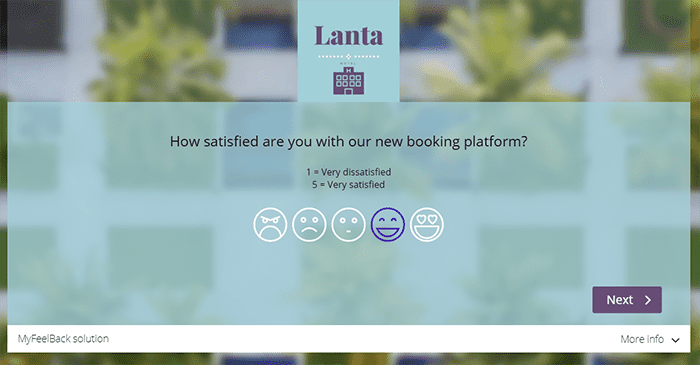 Lanta
HOTEL
How satisfied are you with our new booking platform?
1 = Very dissatisfied
5 = Very satisfied
Next
MyFeelBack solution
More info